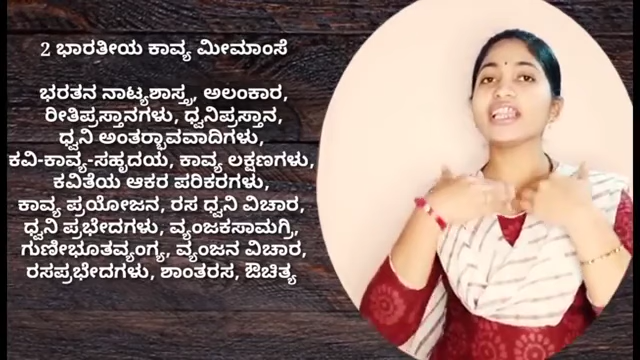 2 ಭಾರತೀಯ ಕಾವ್ಯ ಮೀಮಾಂಸೆ
ಭರತನ ನಾಟ್ಯಶಾಸ್ತ್ರ, ಅಲಂಕಾರ,
ರೀತಿಪ್ರಸ್ತಾನಗಳು, ಧ್ವನಿಪ್ರಸ್ತಾನ,
ಧ್ವನಿ ಅಂತರ್‍ಭಾವವಾದಿಗಳು,
ಕವಿ-ಕಾವ್ಯ-ಸಹೃದಯ, ಕಾವ್ಯ ಲಕ್ಷಣಗಳು,
ಕವಿತೆಯ ಆಕರ ಪರಿಕರಗಳು,
ಕಾವ್ಯ ಪ್ರಯೋಜನ, ರಸ ಧ್ವನಿ ವಿಚಾರ,
ಧ್ವನಿ ಪ್ರಭೇದಗಳು, ವ್ಯಂಜಕಸಾಮಗ್ರಿ,
ಗುಣೀಭೂತವ್ಯಂಗ್ಯ, ವ್ಯಂಜನ ವಿಚಾರ,
ರಸಪ್ರಭೇದಗಳು, ಶಾಂತರಸ, ಔಚಿತ್ಯ